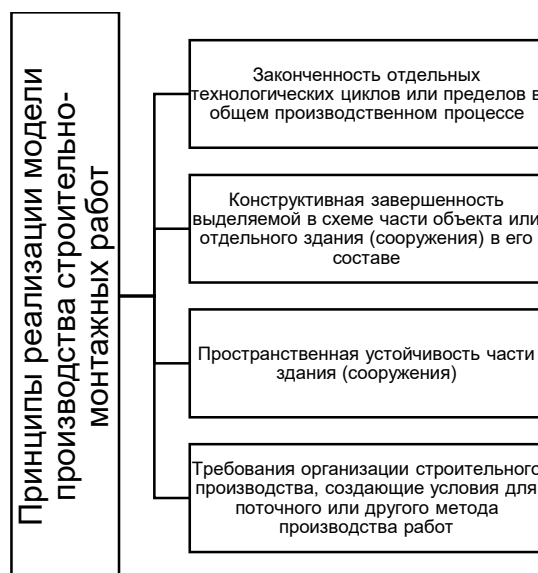 Принципы реализации модели
производства строительно-
монтажных работ
Законченность отдельных
технологических циклов или пределов в
общем производственном процессе
Конструктивная завершенность
выделяемой в схеме части объекта или
отдельного здания (сооружения) в его
составе
Пространственная устойчивость части
здания (сооружения)
Требования организации строительного
производства, создающие условия для
поточного или другого метода
производства работ